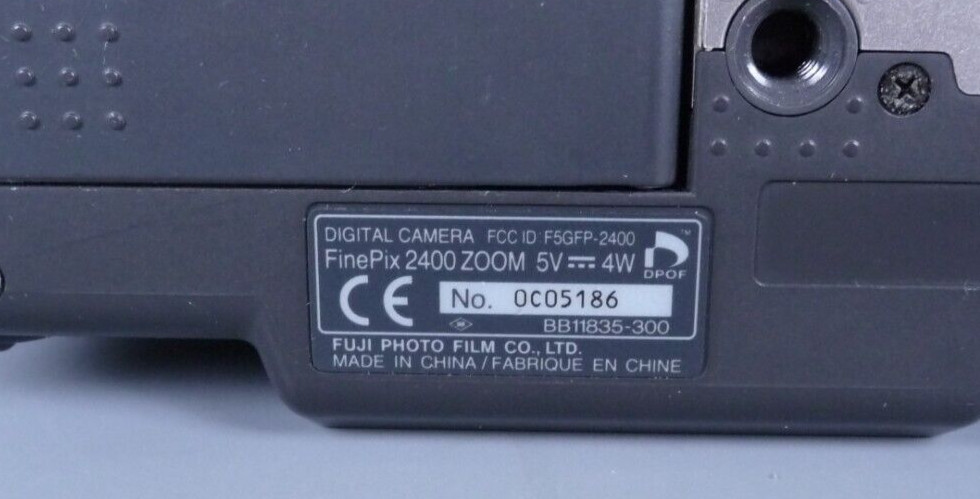 DIGITAL CAMERA FCC ID: F5GFP-2400
FinePix 2400 ZOOM 5V⎓4W
™
DPOF
CE
No. 0C05186
BB11835-300
FUJI PHOTO FILM CO., LTD.
MADE IN CHINA / FABRIQUE EN CHINE